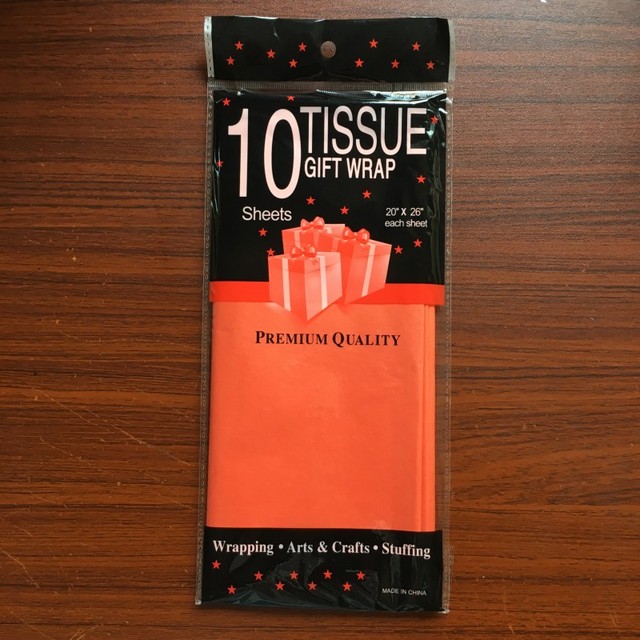 10 TISSUE
GIFT WRAP
Sheets
20" X 26"
each sheet
PREMIUM QUALITY
Wrapping • Arts & Crafts • Stuffing
MADE IN CHINA